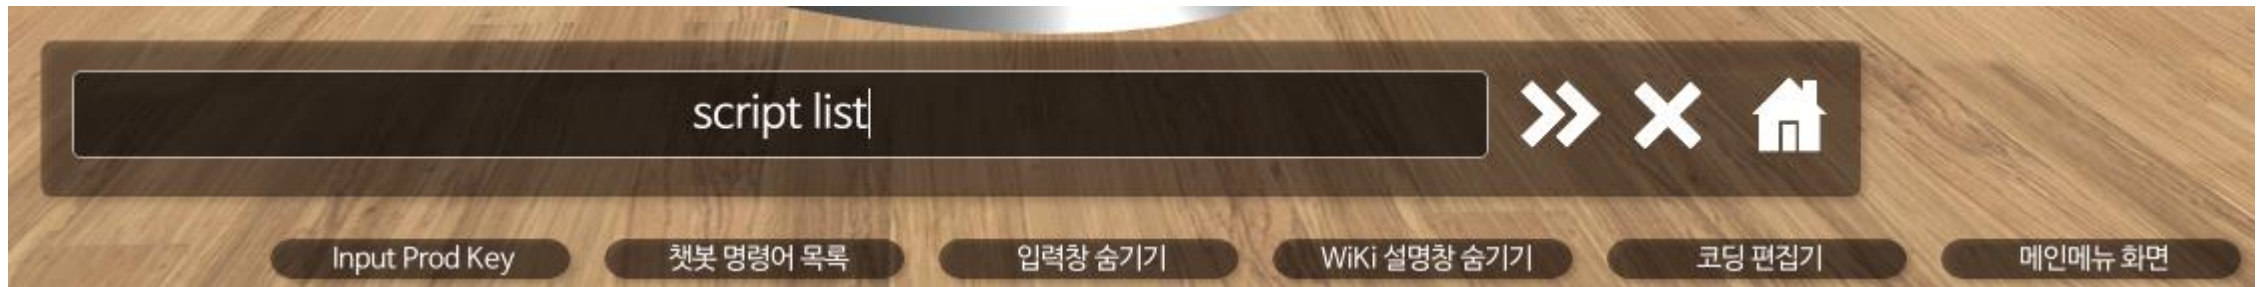 script list
Input Prod Key
챗봇 명령어 목록
입력창 숨기기
WiKi 설명창 숨기기
코딩 편집기
메인메뉴 화면